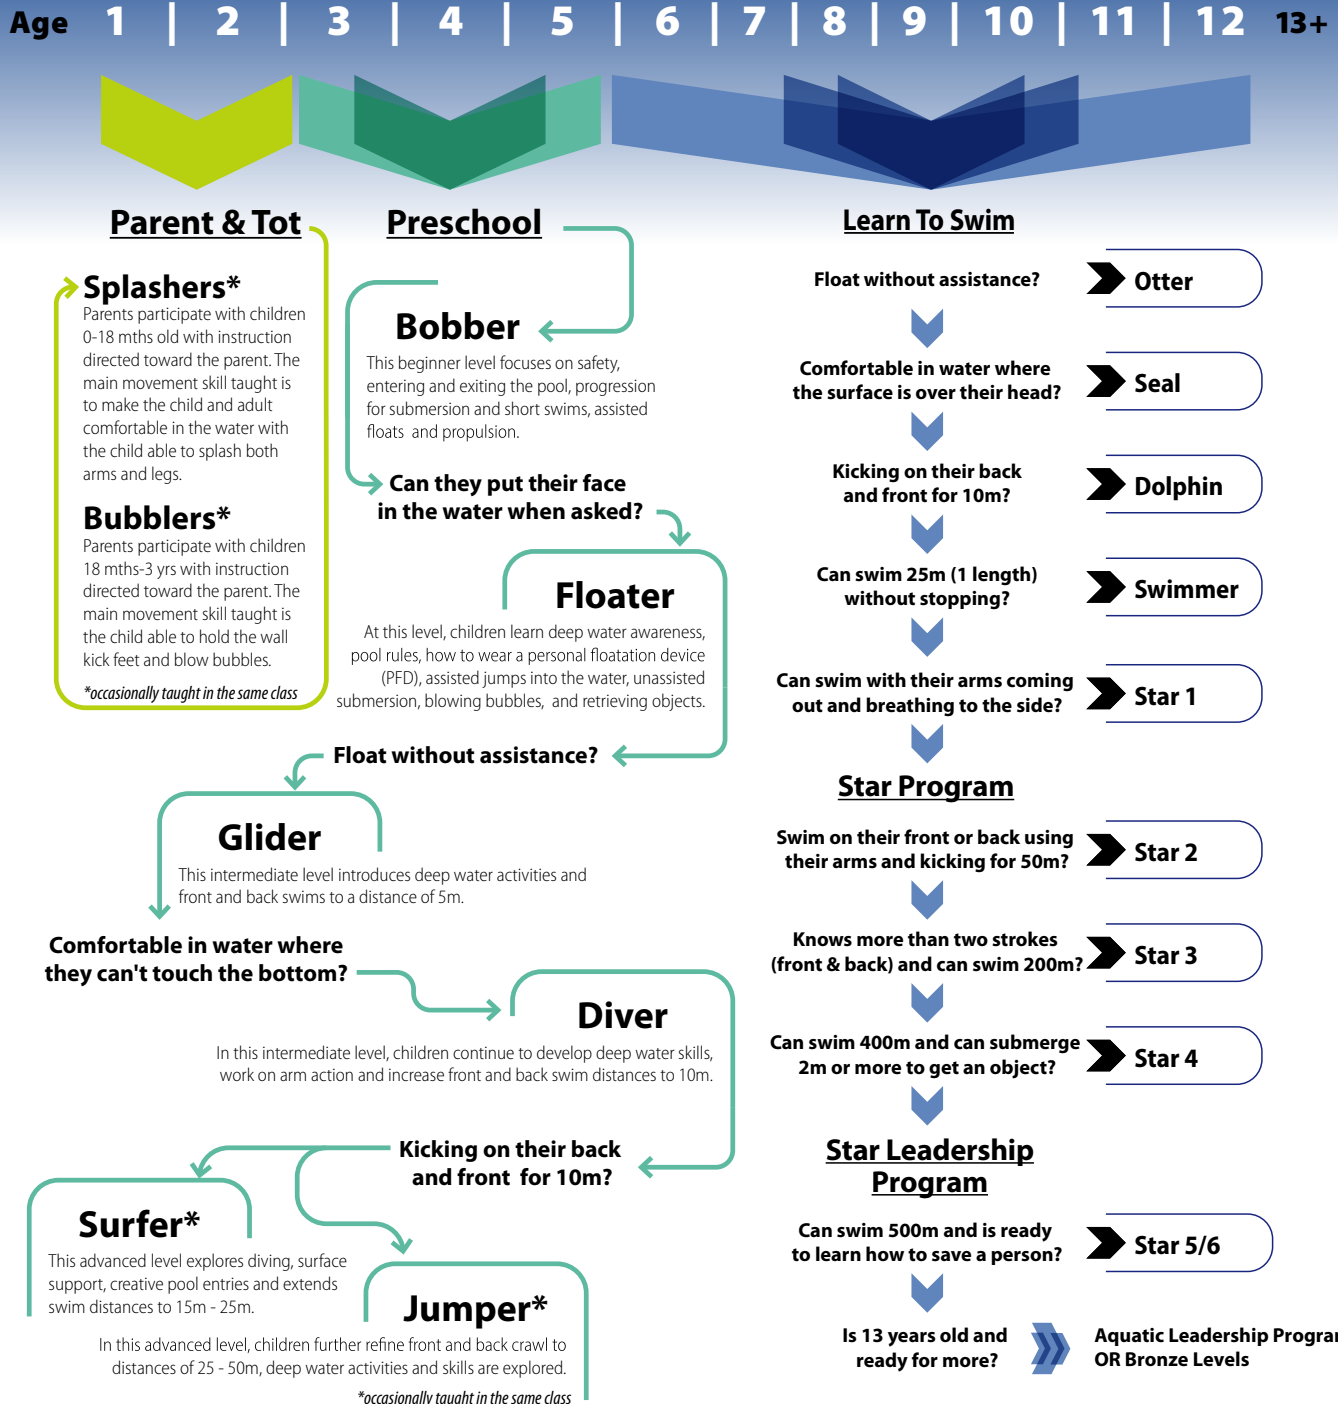 Age 1 | 2 | 3 | 4 | 5 | 6 | 7 | 8 | 9 | 10 | 11 | 12 13+
Parent & Tot
Splashers*
Parents participate with children
0-18 mths old with instruction
directed toward the parent. The
main movement skill taught is
to make the child and adult
comfortable in the water with
the child able to splash both
arms and legs.
Bubblers*
Parents participate with children
18 mths-3 yrs with instruction
directed toward the parent. The
main movement skill taught is
the child able to hold the wall
kick feet and blow bubbles.
*occasionally taught in the same class
Preschool
Bobber
This beginner level focuses on safety,
entering and exiting the pool, progression
for submersion and short swims, assisted
floats and propulsion.
Can they put their face
in the water when asked?
Floater
At this level, children learn deep water awareness,
pool rules, how to wear a personal floatation device
(PFD), assisted jumps into the water, unassisted
submersion, blowing bubbles, and retrieving objects.
Float without assistance?
Glider
This intermediate level introduces deep water activities and
front and back swims to a distance of 5m.
Comfortable in water where
they can't touch the bottom?
Diver
In this intermediate level, children continue to develop deep water skills,
work on arm action and increase front and back swim distances to 10m.
Kicking on their back
and front for 10m?
Surfer*
This advanced level explores diving, surface
support, creative pool entries and extends
swim distances to 15m - 25m.
Jumper*
In this advanced level, children further refine front and back crawl to
distances of 25 - 50m, deep water activities and skills are explored.
*occasionally taught in the same class
Learn To Swim
Float without assistance?
Otter
Comfortable in water where
the surface is over their head?
Seal
Kicking on their back
and front for 10m?
Dolphin
Can swim 25m (1 length)
without stopping?
Swimmer
Can swim with their arms coming
out and breathing to the side?
Star 1
Star Program
Swim on their front or back using
their arms and kicking for 50m?
Star 2
Knows more than two strokes
(front & back) and can swim 200m?
Star 3
Can swim 400m and can submerge
2m or more to get an object?
Star 4
Star Leadership
Program
Can swim 500m and is ready
to learn how to save a person?
Star 5/6
Is 13 years old and
ready for more?
Aquatic Leadership Progra
OR Bronze Levels